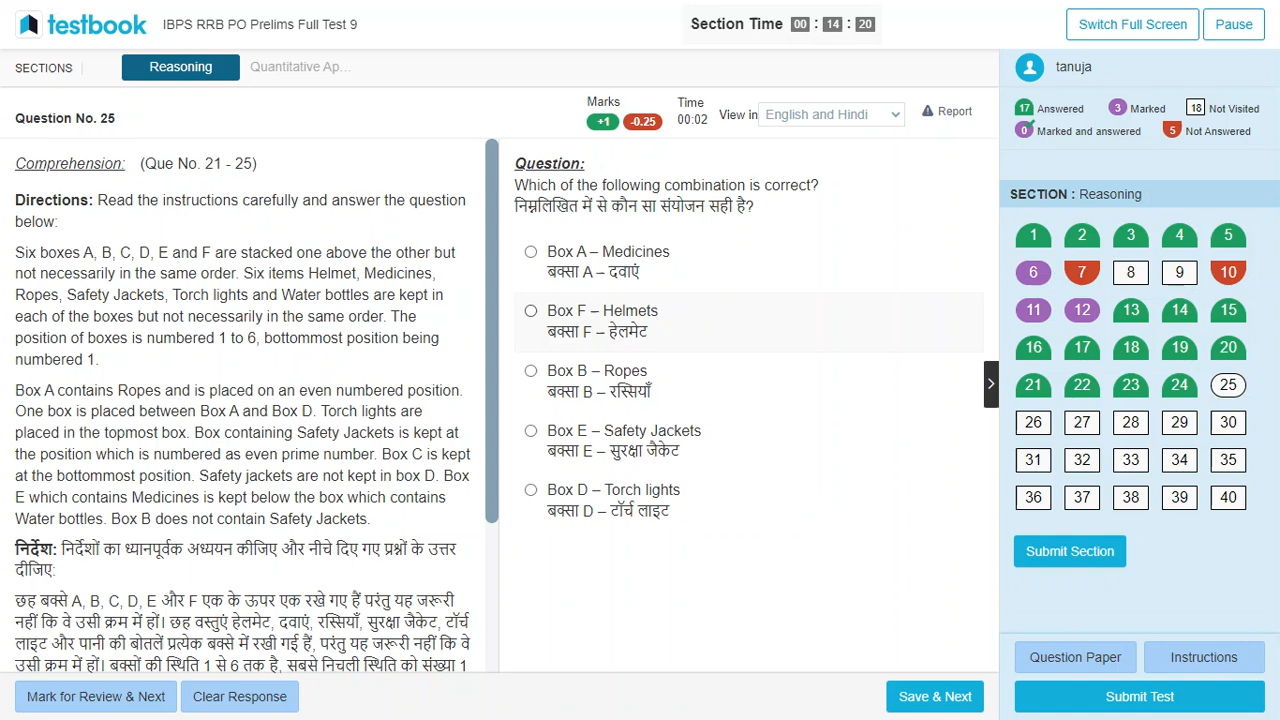 testbook
IBPS RRB PO Prelims Full Test 9
Section Time 00 : 14 : 20
Switch Full Screen
Pause
SECTIONS
Reasoning
Quantitative Ap...
tanuja
Question No. 25
Marks
+1 -0.25
Time
00:02
View in English and Hindi
Report
17 Answered
3 Marked
18 Not Visited
0 Marked and answered
5 Not Answered
Comprehension: (Que No. 21 - 25)
Directions: Read the instructions carefully and answer the question
below:
Six boxes A, B, C, D, E and F are stacked one above the other but
not necessarily in the same order. Six items Helmet, Medicines,
Ropes, Safety Jackets, Torch lights and Water bottles are kept in
each of the boxes but not necessarily in the same order. The
position of boxes is numbered 1 to 6, bottommost position being
numbered 1.
Box A contains Ropes and is placed on an even numbered position.
One box is placed between Box A and Box D. Torch lights are
placed in the topmost box. Box containing Safety Jackets is kept at
the position which is numbered as even prime number. Box C is kept
at the bottommost position. Safety jackets are not kept in box D. Box
E which contains Medicines is kept below the box which contains
Water bottles. Box B does not contain Safety Jackets.
निर्देश: निर्देशों का ध्यानपूर्वक अध्ययन कीजिए और नीचे दिए गए प्रश्नों के उत्तर
दीजिए:
छह बक्से A, B, C, D, E और F एक के ऊपर एक रखे गए हैं परंतु यह जरूरी
नहीं कि वे उसी क्रम में हों। छह वस्तुएं हेलमेट, दवाएं, रस्सियाँ, सुरक्षा जैकेट, टॉर्च
लाइट और पानी की बोतलें प्रत्येक बक्से में रखी गई हैं, परंतु यह जरूरी नहीं कि वे
उसी क्रम में हों। बक्सों की स्थिति 1 से 6 तक है, सबसे निचली स्थिति को संख्या 1
Question:
Which of the following combination is correct?
निम्नलिखित में से कौन सा संयोजन सही है?
Box A – Medicines
बक्सा A – दवाएं
Box F – Helmets
बक्सा F – हेलमेट
Box B – Ropes
बक्सा B – रस्सियाँ
Box E – Safety Jackets
बक्सा E – सुरक्षा जैकेट
Box D – Torch lights
बक्सा D – टॉर्च लाइट
SECTION : Reasoning
1 2 3 4 5
6 7 8 9 10
11 12 13 14 15
16 17 18 19 20
21 22 23 24 25
26 27 28 29 30
31 32 33 34 35
36 37 38 39 40
Submit Section
Question Paper
Instructions
Mark for Review & Next
Clear Response
Save & Next
Submit Test